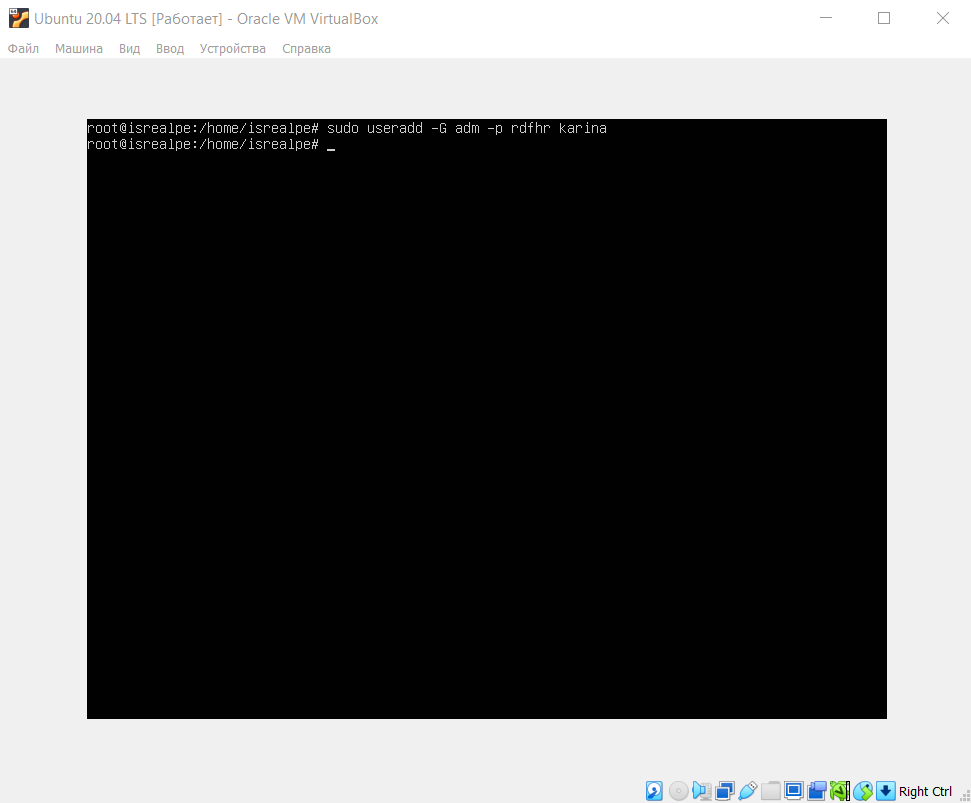 Ubuntu 20.04 LTS [Работает] - Oracle VM VirtualBox
Файл Машина Вид Ввод Устройства Справка
root@isrealpe:/home/isrealpe# sudo useradd -G adm -p rdfhr karina
root@isrealpe:/home/isrealpe# _
Right Ctrl